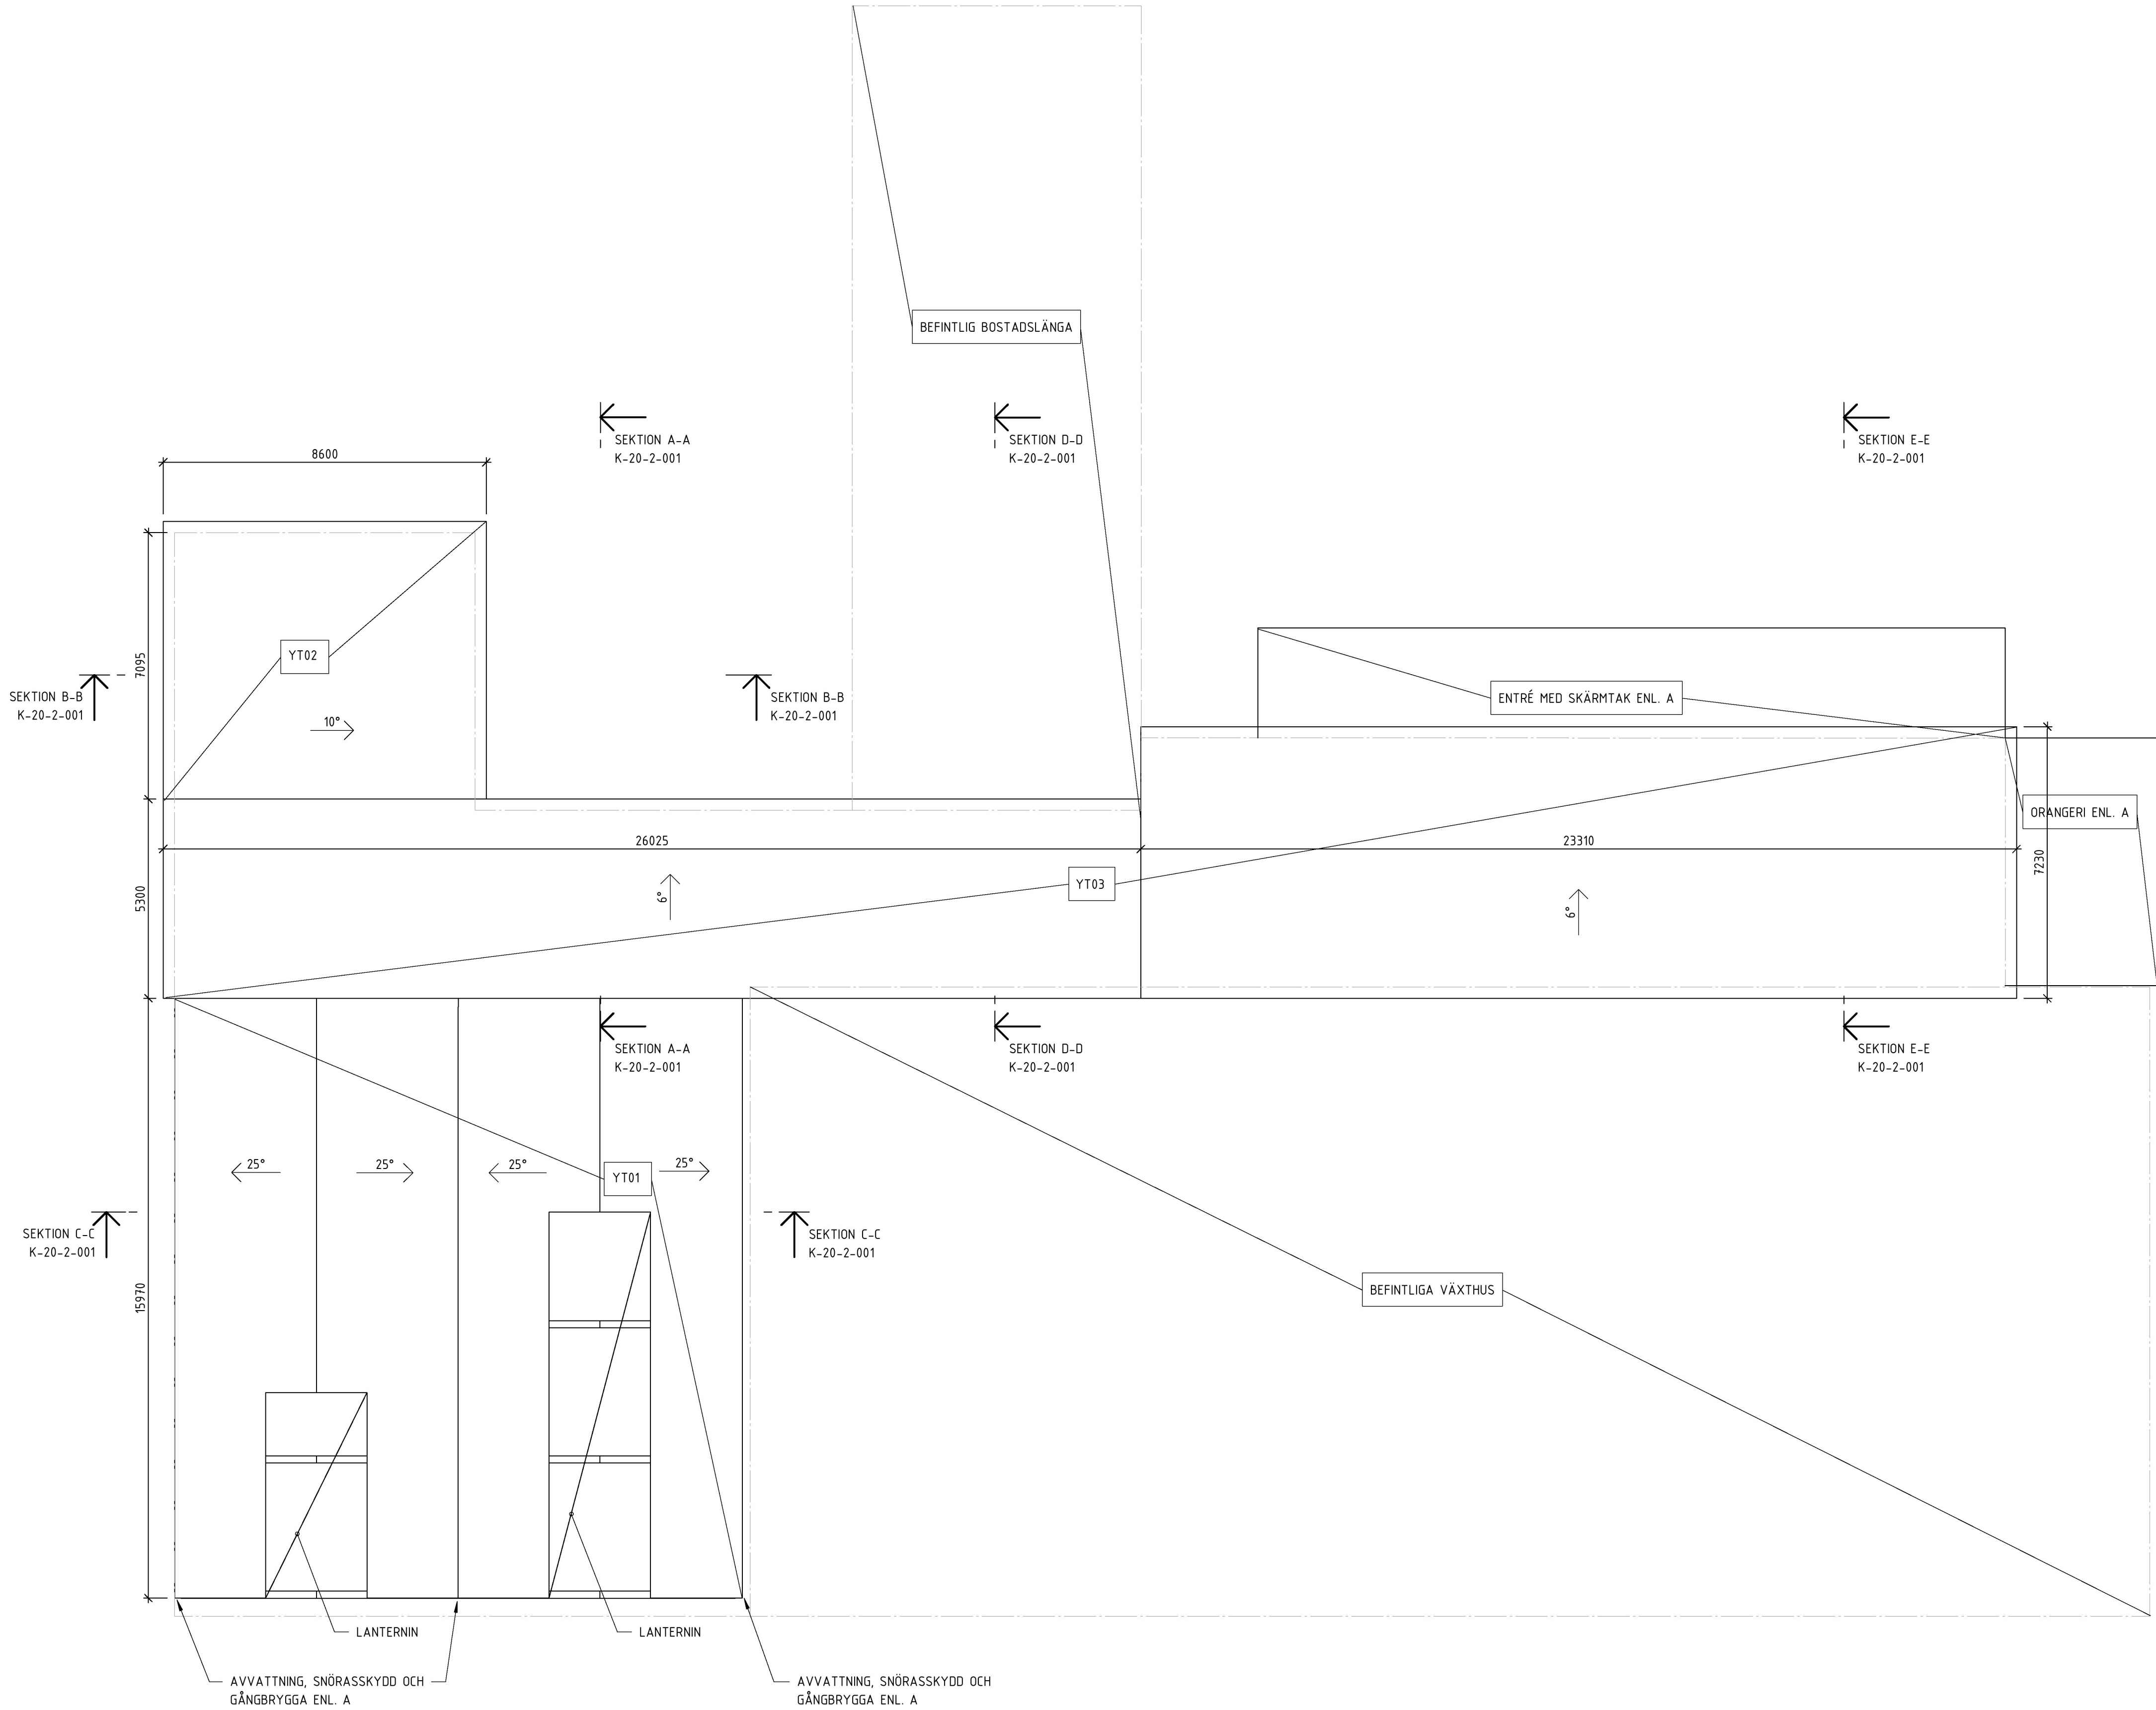 BEFINTLIG BOSTADSLÄNGA
SEKTION A-A
K-20-2-001
SEKTION D-D
K-20-2-001
SEKTION E-E
K-20-2-001
8600
7095
YT02
10°
SEKTION B-B
K-20-2-001
SEKTION B-B
K-20-2-001
ENTRÉ MED SKÄRMTAK ENL. A
ORANGERI ENL. A
26025
23310
7230
5300
YT03
6°
6°
SEKTION A-A
K-20-2-001
SEKTION D-D
K-20-2-001
SEKTION E-E
K-20-2-001
25°
25°
25°
25°
YT01
SEKTION C-C
K-20-2-001
SEKTION C-C
K-20-2-001
15970
BEFINTLIGA VÄXTHUS
LANTERNIN
LANTERNIN
AVVATTNING, SNÖRASSKYDD OCH
GÅNGBRYGGA ENL. A
AVVATTNING, SNÖRASSKYDD OCH
GÅNGBRYGGA ENL. A